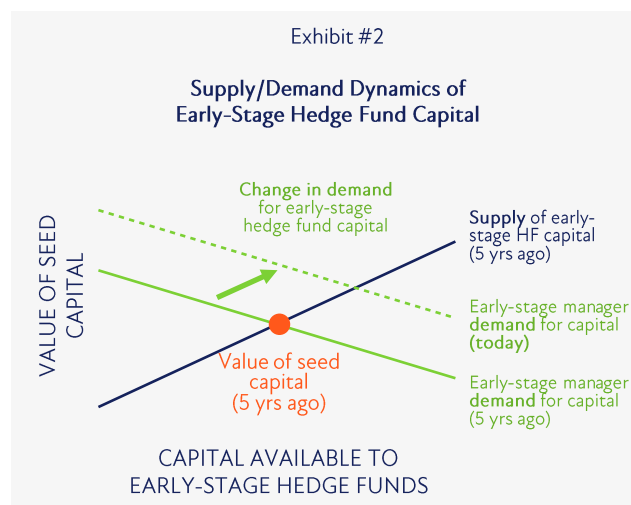 Exhibit #2
Supply/Demand Dynamics of
Early-Stage Hedge Fund Capital
Change in demand
for early-stage
hedge fund capital
Supply of early-
stage HF capital
(5 yrs ago)
VALUE OF SEED
CAPITAL
Early-stage manager
demand for capital
(today)
Value of seed
capital
(5 yrs ago)
Early-stage manager
demand for capital
(5 yrs ago)
CAPITAL AVAILABLE TO
EARLY-STAGE HEDGE FUNDS